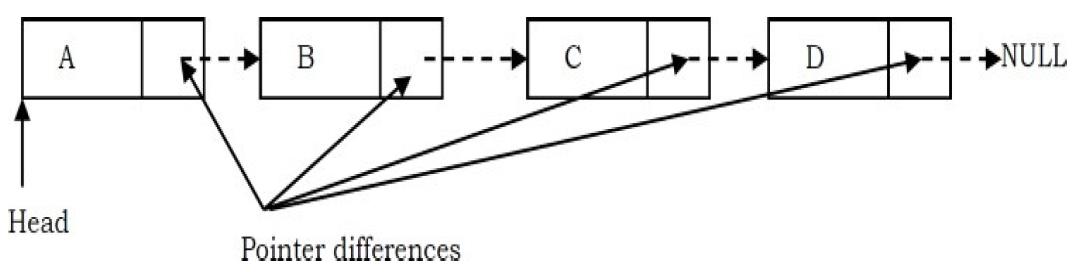 A B C D NULL
Head
Pointer differences